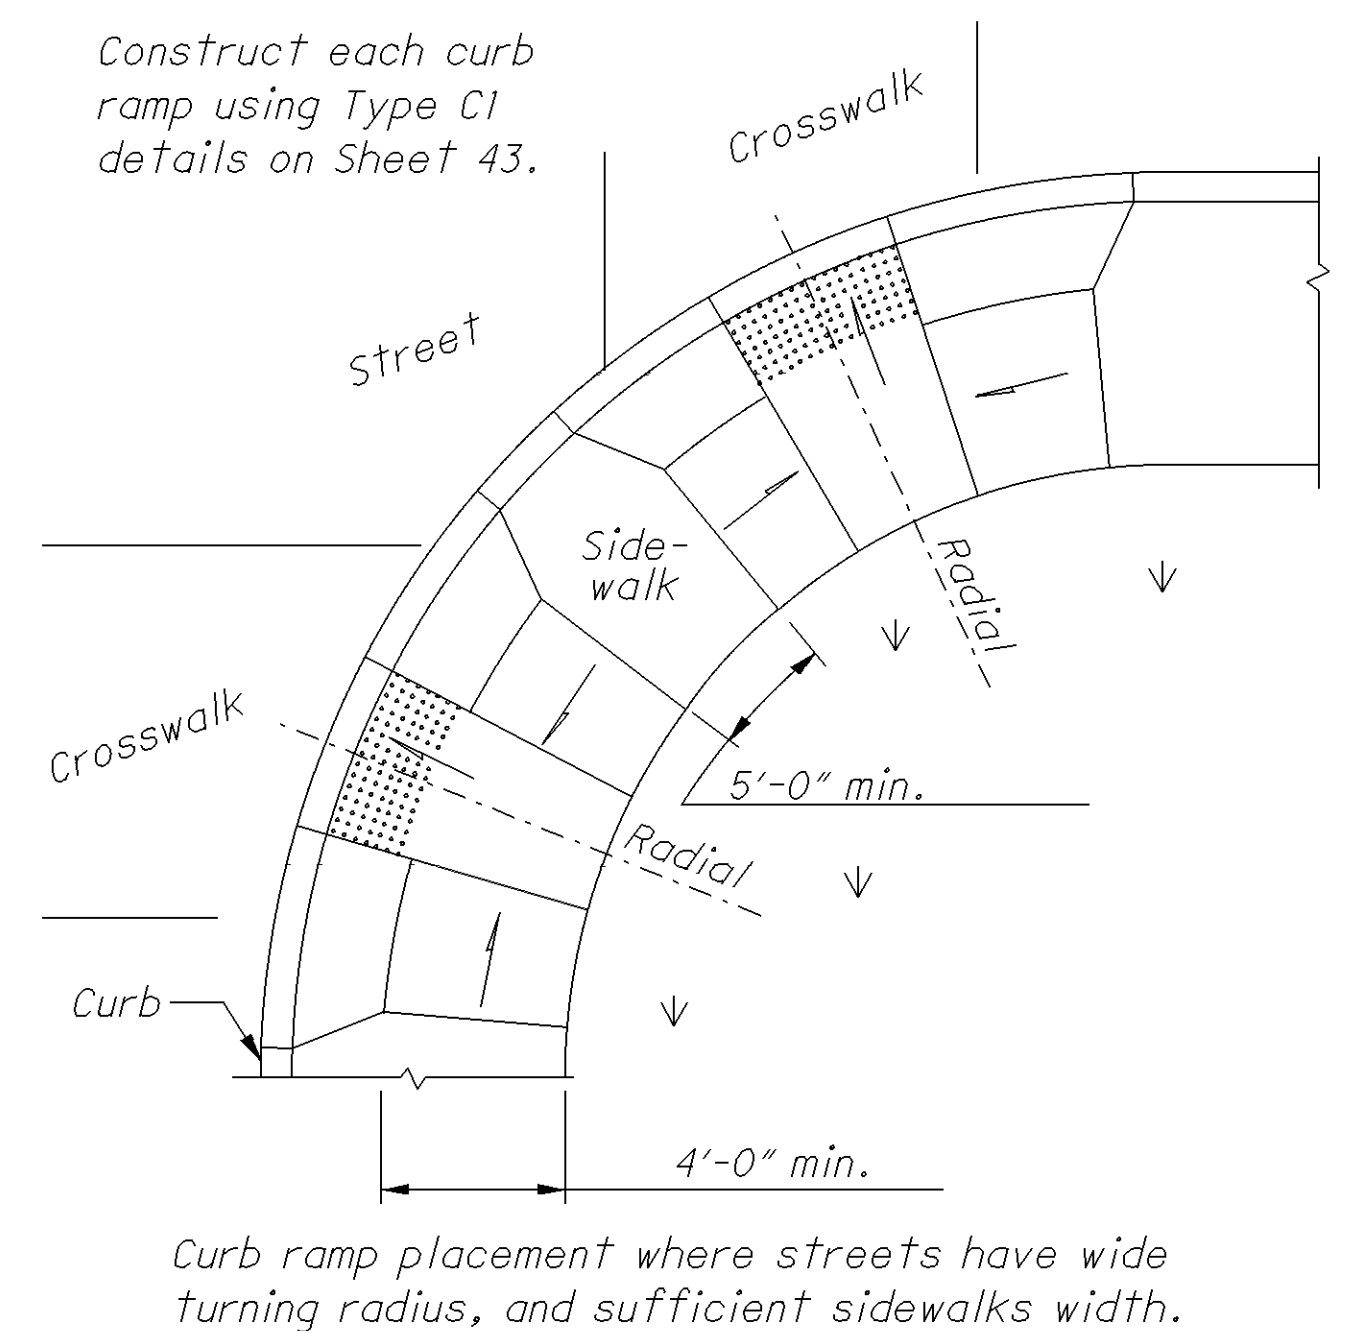 Construct each curb
ramp using Type C1
details on Sheet 43.
Crosswalk
Street
Side-
walk
Radial
Crosswalk
5'-0" min.
Radial
Curb
4'-0" min.
Curb ramp placement where streets have wide
turning radius, and sufficient sidewalks width.